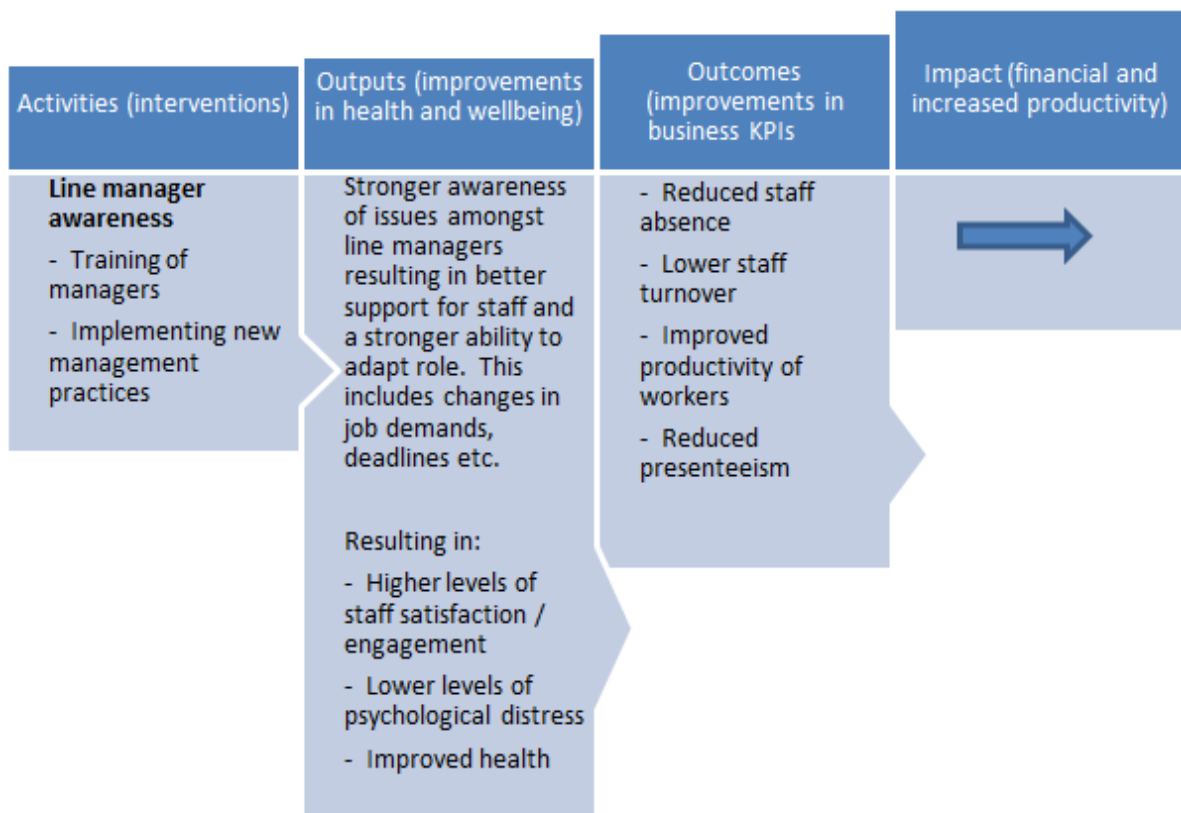 Activities (interventions)
Outputs (improvements
in health and wellbeing)
Outcomes
(improvements in
business KPIs
Impact (financial and
increased productivity)
Line manager
awareness
- Training of
managers
- Implementing new
management
practices
Stronger awareness
of issues amongst
line managers
resulting in better
support for staff and
a stronger ability to
adapt role. This
includes changes in
job demands,
deadlines etc.
Resulting in:
- Higher levels of
staff satisfaction /
engagement
- Lower levels of
psychological distress
- Improved health
- Reduced staff
absence
- Lower staff
turnover
- Improved
productivity of
workers
- Reduced
presenteeism